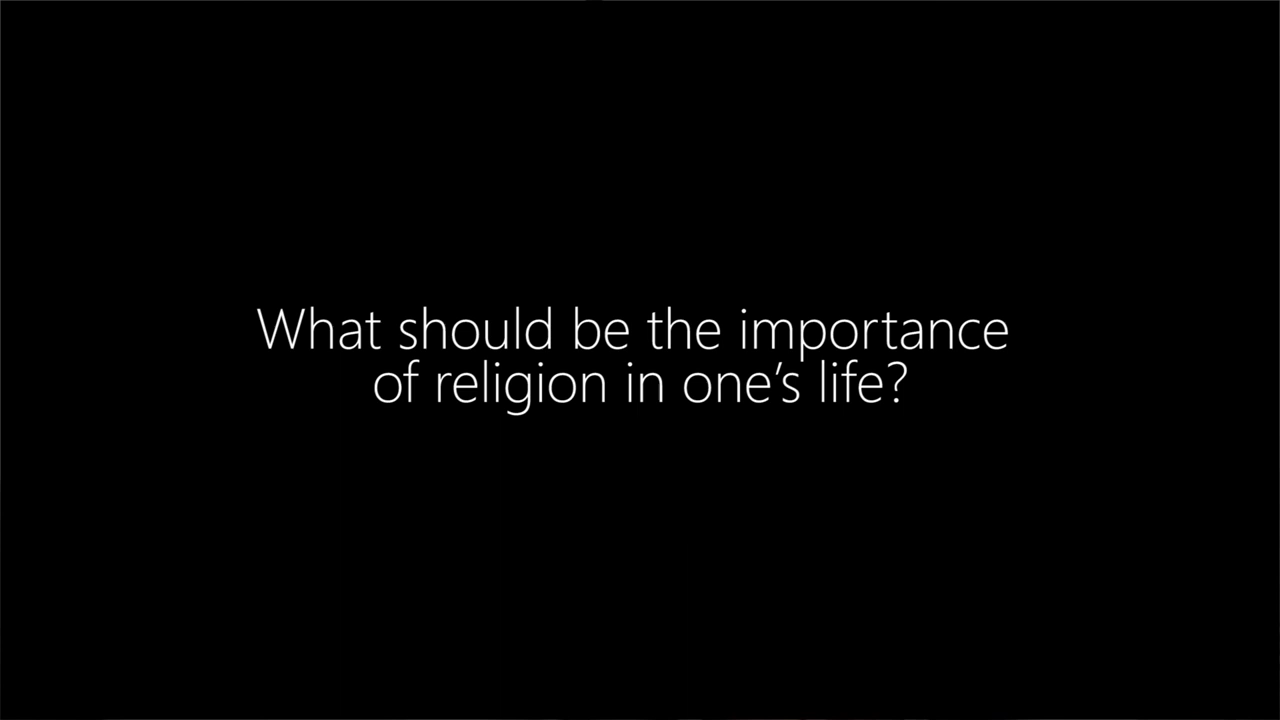 What should be the importance
of religion in one’s life?